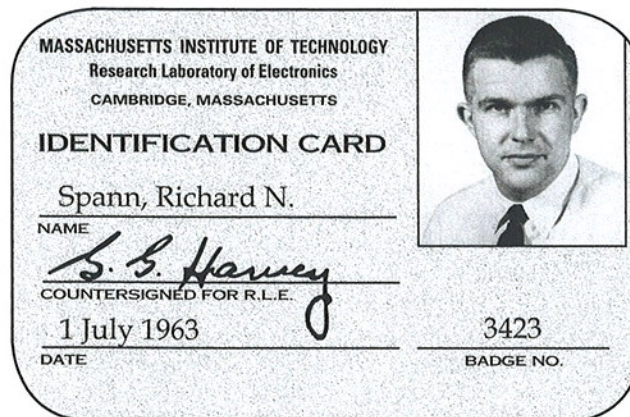 MASSACHUSETTS INSTITUTE OF TECHNOLOGY
Research Laboratory of Electronics
CAMBRIDGE, MASSACHUSETTS
IDENTIFICATION CARD
Spann, Richard N.
NAME
G. G. Harvey
COUNTERSIGNED FOR R.L.E.
1 July 1963
DATE
3423
BADGE NO.